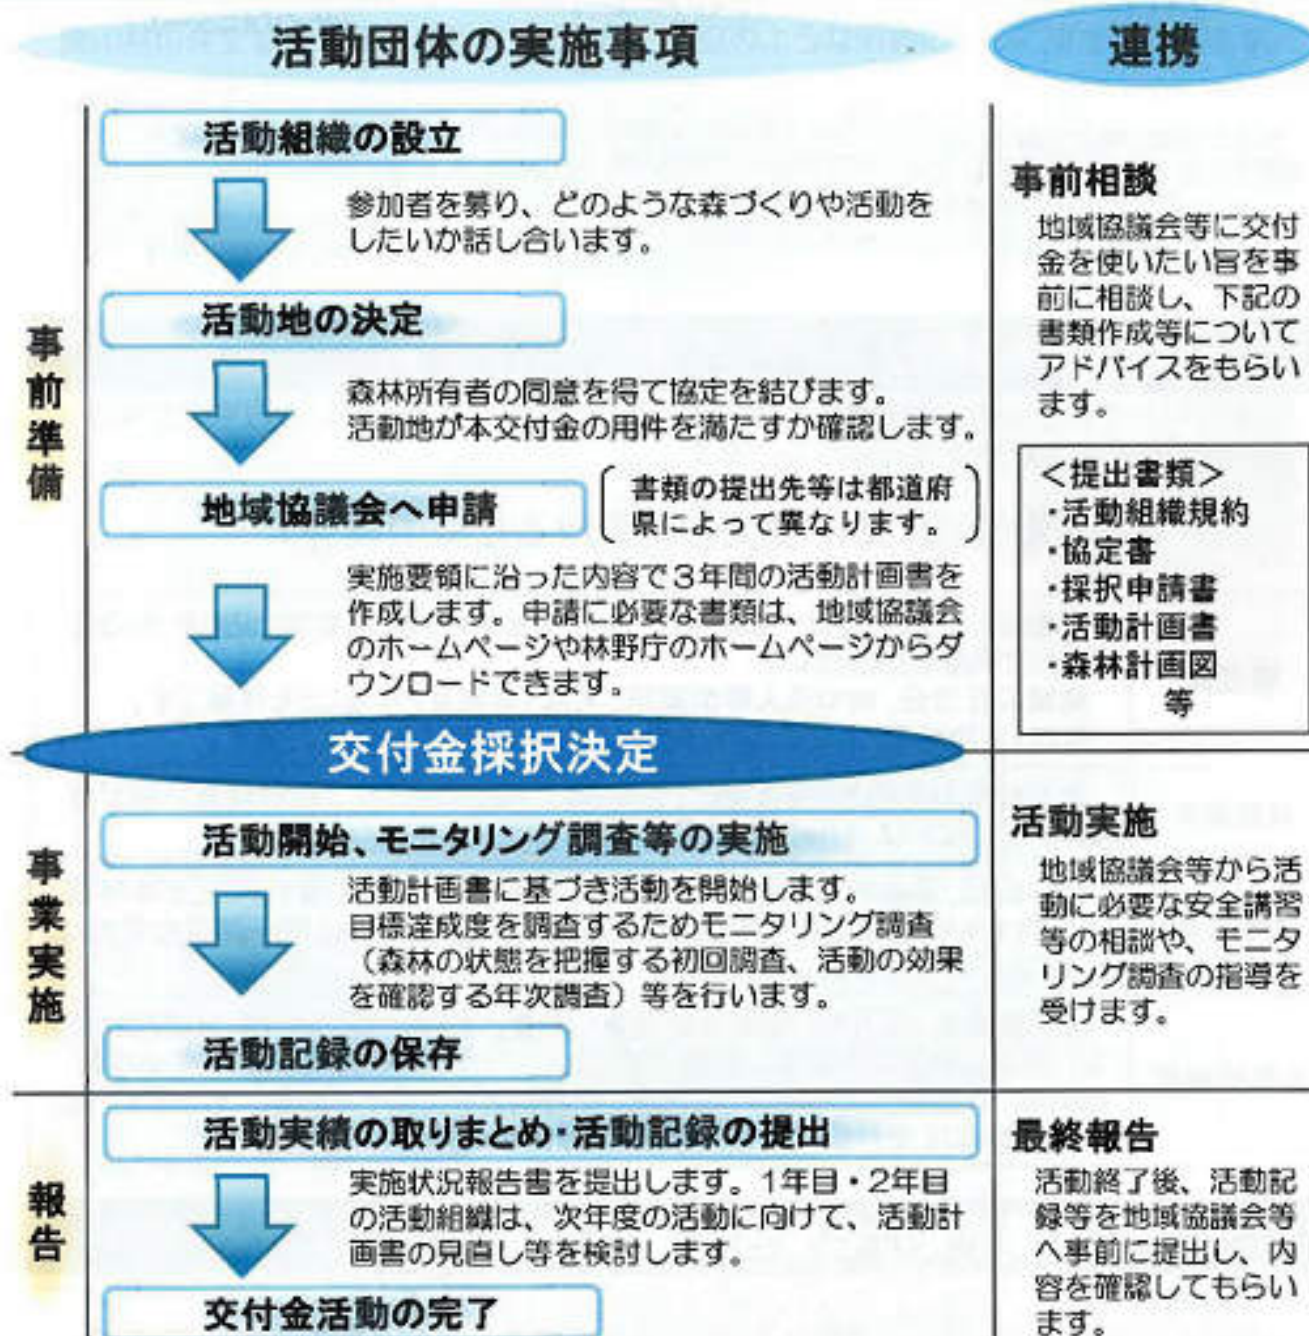 活動団体の実施事項
連携
事前準備
活動組織の設立
参加者を募り、どのような森づくりや活動を
したいか話し合います。
活動地の決定
森林所有者の同意を得て協定を結びます。
活動地が本交付金の用件を満たすか確認します。
地域協議会へ申請
書類の提出先等は都道府
県によって異なります。
実施要領に沿った内容で3年間の活動計画書を
作成します。申請に必要な書類は、地域協議会
のホームページや林野庁のホームページからダ
ウンロードできます。
事前相談
地域協議会等に交付
金を使いたい旨を事
前に相談し、下記の
書類作成等について
アドバイスをもらい
ます。
<提出書類>
・活動組織規約
・協定書
・採択申請書
・活動計画書
・森林計画図
等
交付金採択決定
事業実施
活動開始、モニタリング調査等の実施
活動計画書に基づき活動を開始します。
目標達成度を調査するためモニタリング調査
(森林の状態を把握する初回調査、活動の効果
を確認する年次調査)等を行います。
活動記録の保存
活動実施
地域協議会等から活
動に必要な安全講習
等の相談や、モニタ
リング調査の指導を
受けます。
報告
活動実績の取りまとめ・活動記録の提出
実施状況報告書を提出します。1年目・2年目
の活動組織は、次年度の活動に向けて、活動計
画書の見直し等を検討します。
交付金活動の完了
最終報告
活動終了後、活動記
録等を地域協議会等
へ事前に提出し、内
容を確認してもらい
ます。